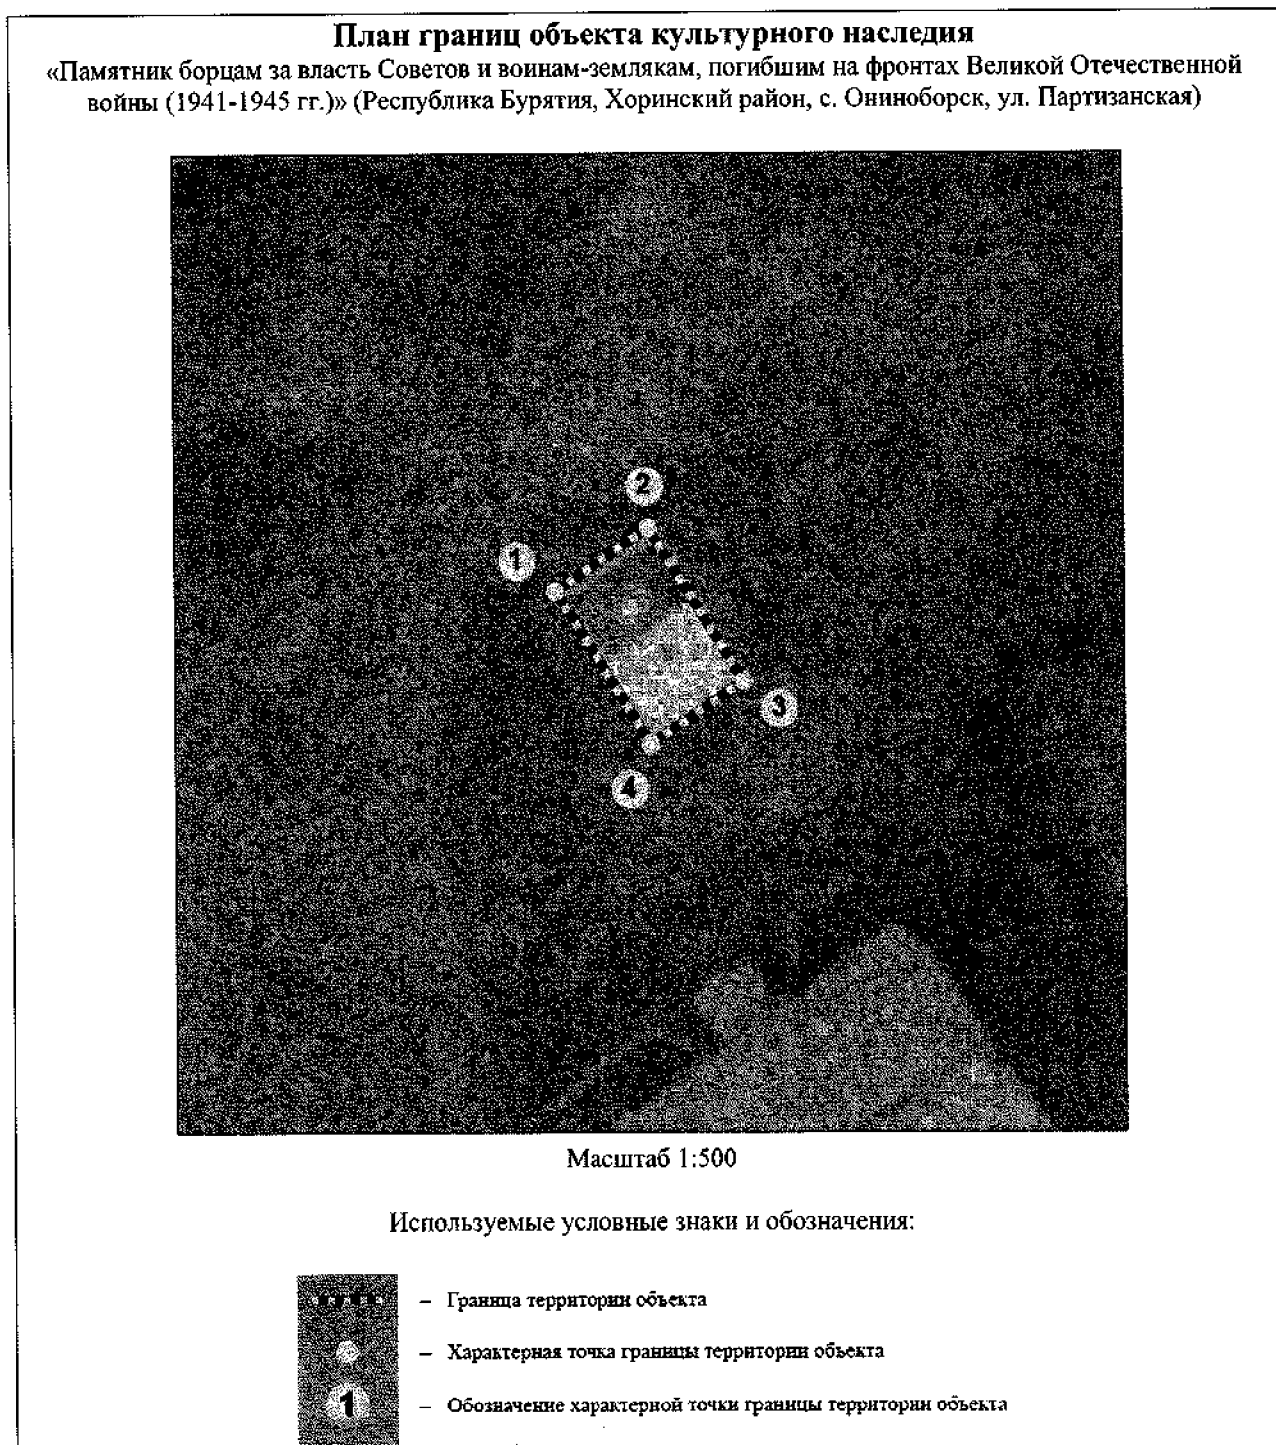 План границ объекта культурного наследия
«Памятник борцам за власть Советов и воинам-землякам, погибшим на фронтах Великой Отечественной
войны (1941-1945 гг.)» (Республика Бурятия, Хоринский район, с. Ониноборск, ул. Партизанская)
2
1
3
4
Масштаб 1:500
Используемые условные знаки и обозначения:
– Граница территории объекта
– Характерная точка границы территории объекта
1 – Обозначение характерной точки границы территории объекта